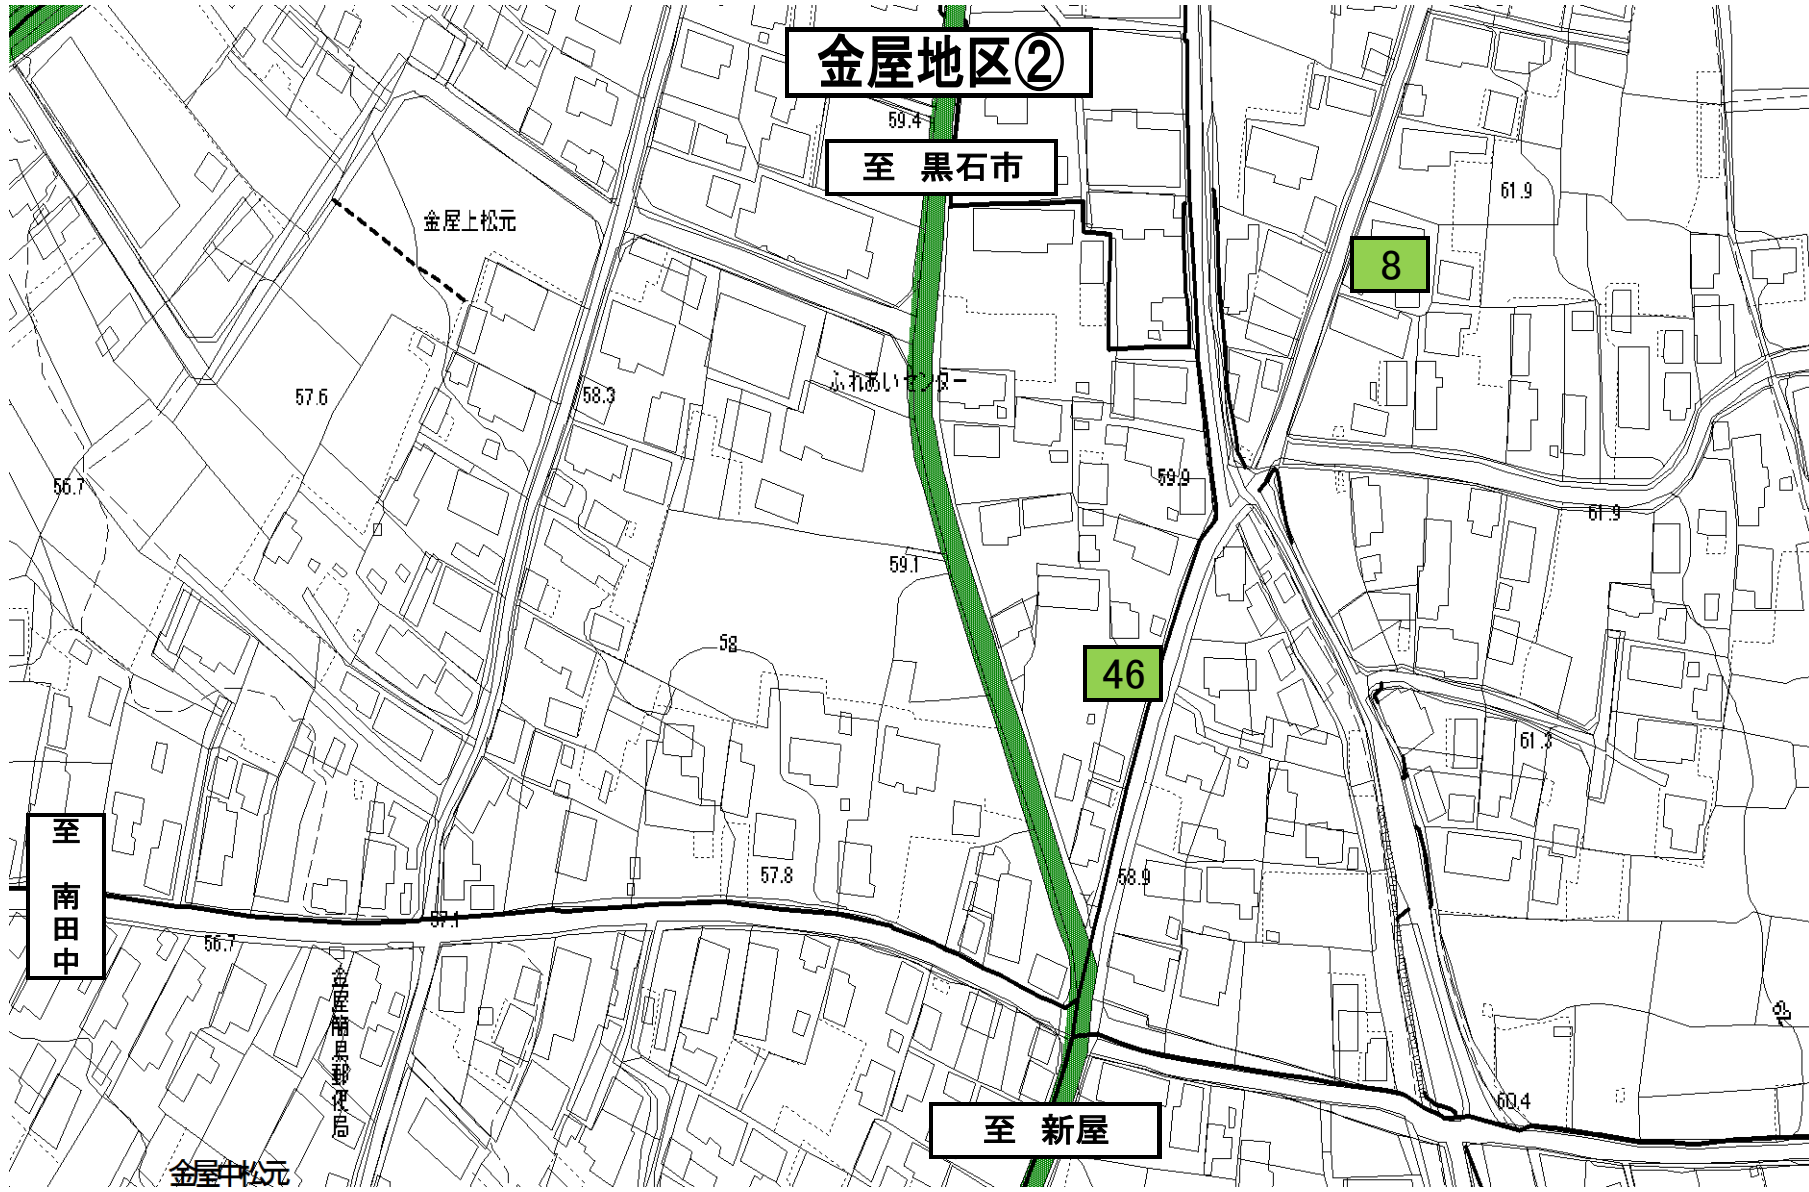 金屋地区②
59.4
至 黒石市
61.9
金屋上松元
8
57.6
58.3
ふれあいセンター
56.7
59.9
61.9
59.1
58
46
61.3
至 南田中
57.8
58.9
57.1
56.7
金屋簡易郵便局
60.4
至 新屋
金屋中松元